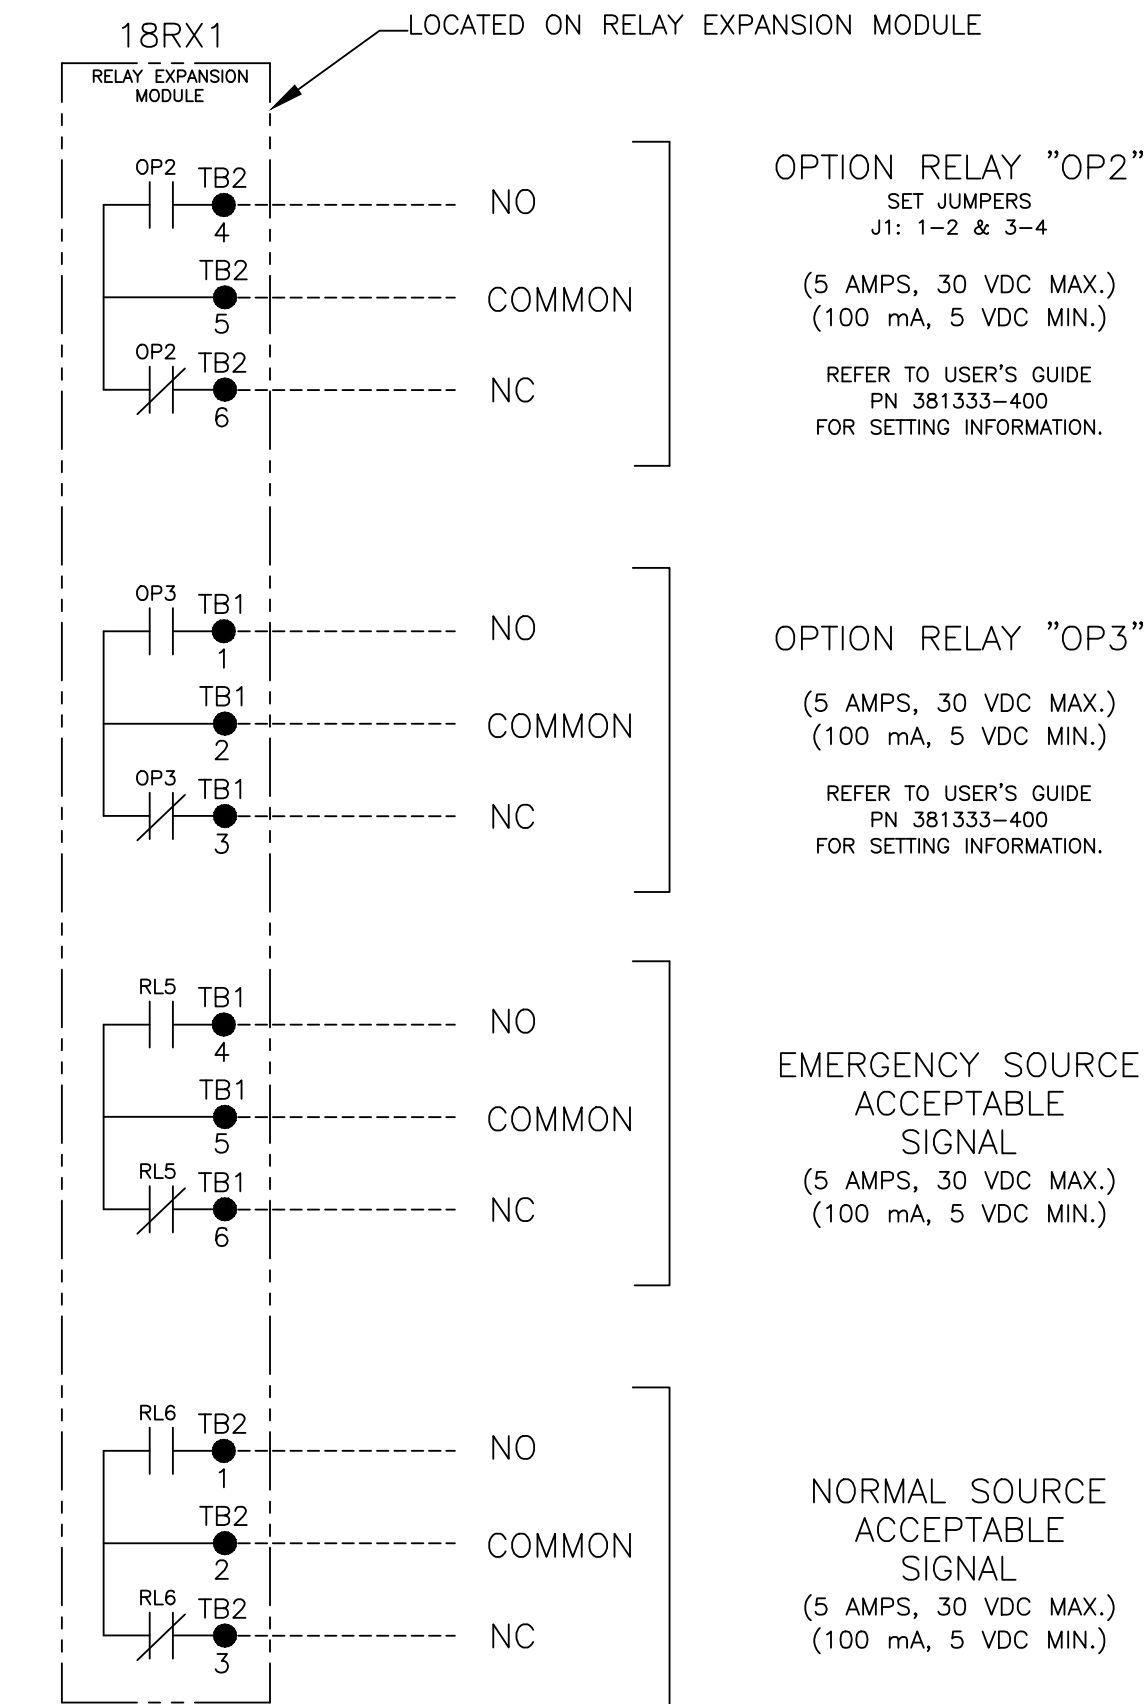 18RX1
LOCATED ON RELAY EXPANSION MODULE
RELAY EXPANSION
MODULE
OP2 TB2
4
NO
TB2
5
COMMON
OP2 TB2
6
NC
OPTION RELAY "OP2"
SET JUMPERS
J1: 1-2 & 3-4
(5 AMPS, 30 VDC MAX.)
(100 mA, 5 VDC MIN.)
REFER TO USER'S GUIDE
PN 381333-400
FOR SETTING INFORMATION.
OP3 TB1
1
NO
TB1
2
COMMON
OP3 TB1
3
NC
OPTION RELAY "OP3"
(5 AMPS, 30 VDC MAX.)
(100 mA, 5 VDC MIN.)
REFER TO USER'S GUIDE
PN 381333-400
FOR SETTING INFORMATION.
RL5 TB1
4
NO
TB1
5
COMMON
RL5 TB1
6
NC
EMERGENCY SOURCE
ACCEPTABLE
SIGNAL
(5 AMPS, 30 VDC MAX.)
(100 mA, 5 VDC MIN.)
RL6 TB2
1
NO
TB2
2
COMMON
RL6 TB2
3
NC
NORMAL SOURCE
ACCEPTABLE
SIGNAL
(5 AMPS, 30 VDC MAX.)
(100 mA, 5 VDC MIN.)